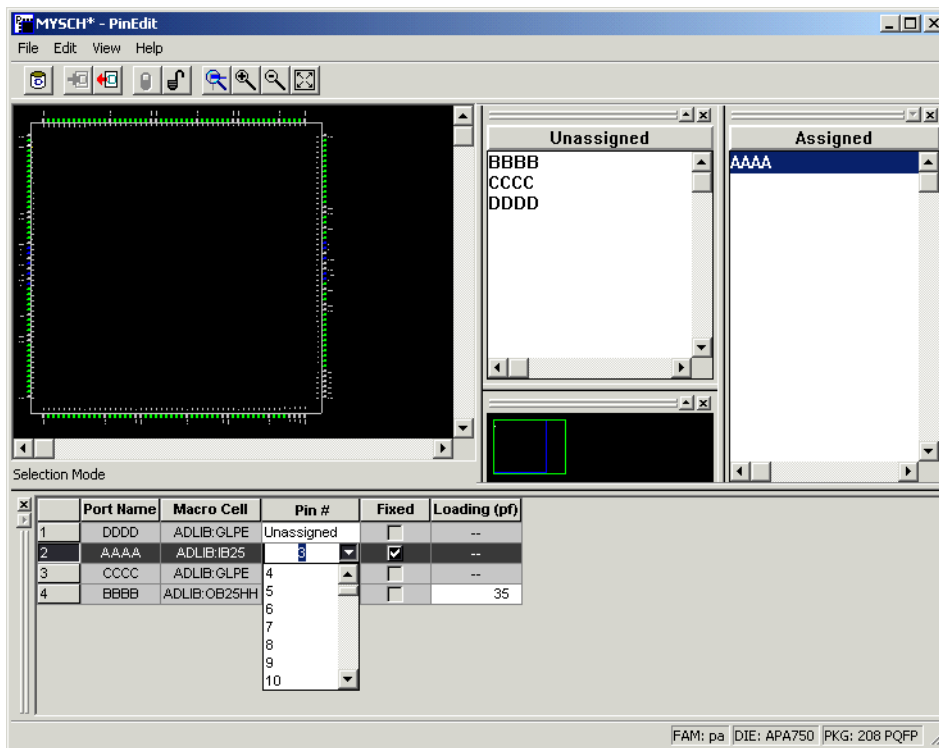 MYSCH* - PinEdit
File Edit View Help
Unassigned
BBBB
CCCC
DDDD
Assigned
AAAA
Selection Mode
Port Name Macro Cell Pin # Fixed Loading (pf)
1 DDDD ADLIB:GLPE Unassigned --
2 AAAA ADLIB:IB25 3 --
3 CCCC ADLIB:GLPE 4 --
4 BBBB ADLIB:OB25HH 5 35
6
7
8
9
10
FAM: pa DIE: APA750 PKG: 208 PQFP